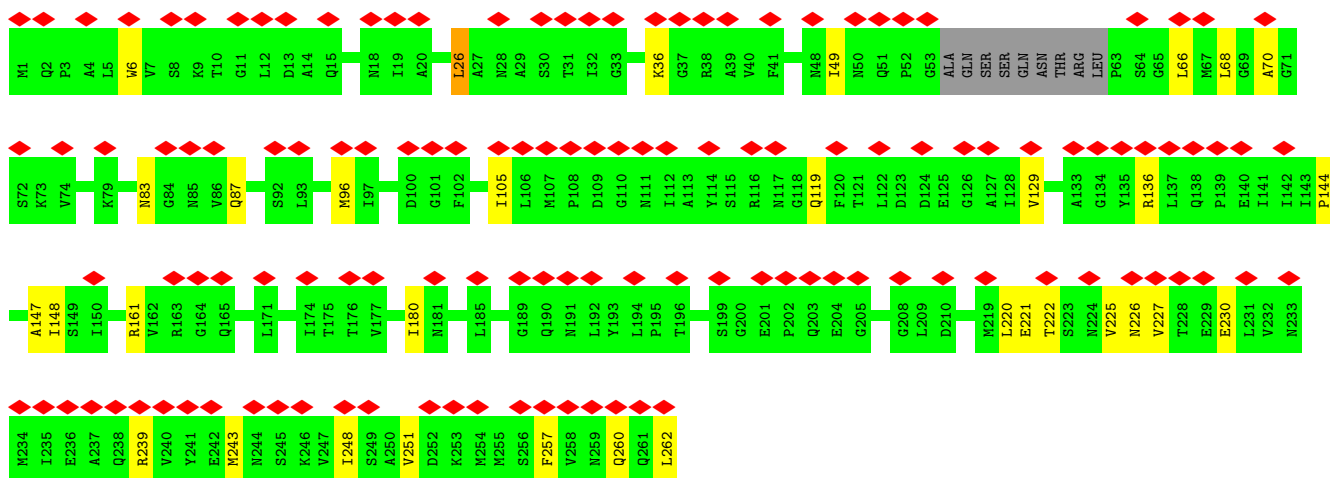 M1 Q2 P3 A4 L5 W6 V7 S8 K9 T10 G11 L12 D13 A14 Q15 N18 I19 A20 L26 A27 N28 A29 S30 T31 I32 G33 K36 G37 R38 A39 V40 F41 N48 I49 N50 Q51 P52 G53 ALA GLN SER SER GLN ASN THR ARG LEU P63 S64 G65 L66 M67 L68 G69 A70 G71
S72 K73 V74 K79 N83 G84 N85 V86 Q87 S92 L93 M96 I97 D100 G101 F102 I105 L106 M107 P108 D109 G110 N111 I112 A113 Y114 S115 R116 N117 G118 Q119 F120 T121 L122 D123 D124 E125 G126 A127 I128 V129 A133 G134 Y135 R136 L137 Q138 P139 E140 I141 I142 I143 P144
A147 I148 S149 I150 R161 V162 R163 G164 Q165 L171 I174 T175 T176 V177 I180 N181 L185 G189 Q190 N191 L192 Y193 L194 P195 T196 S199 G200 E201 P202 Q203 E204 G205 G208 L209 D210 M219 L220 E221 T222 S223 N224 V225 N226 V227 T228 E229 E230 L231 V232 N233
M234 I235 E236 A237 Q238 R239 V240 Y241 E242 M243 N244 S245 K246 V247 I248 S249 A250 V251 D252 K253 M254 M255 S256 F257 V258 N259 Q260 Q261 L262